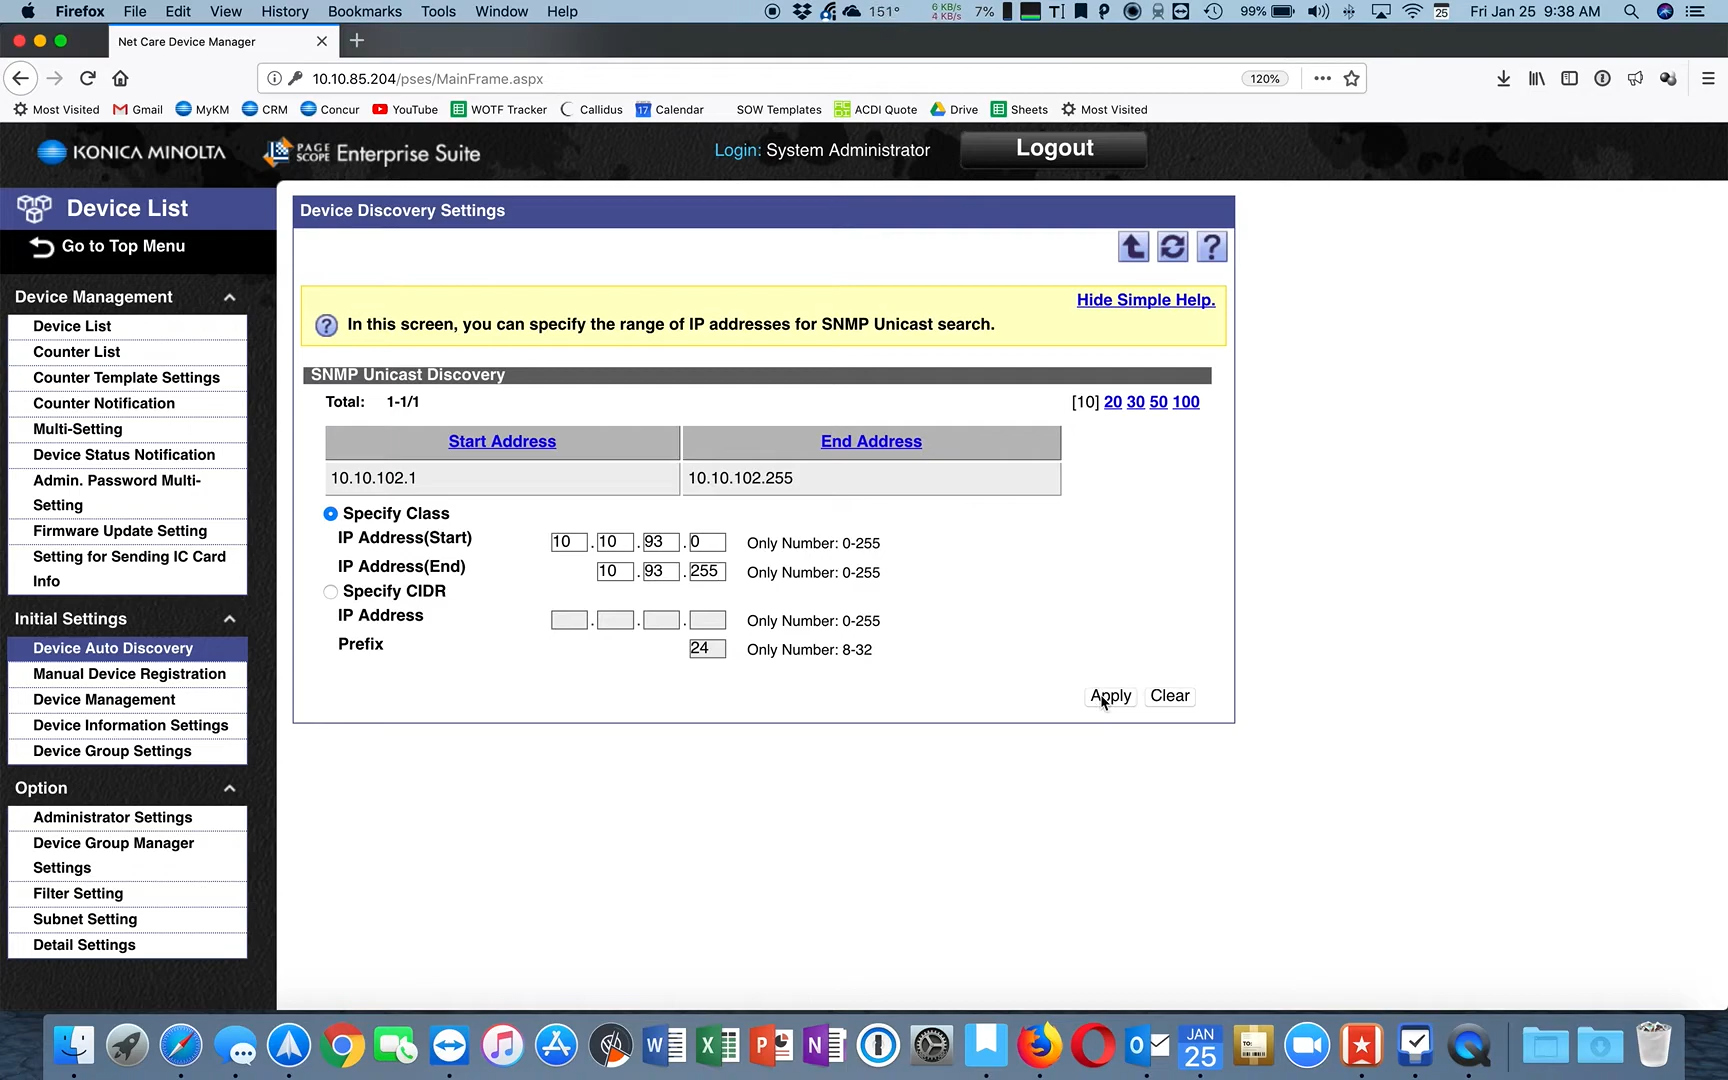 Firefox File Edit View History Bookmarks Tools Window Help 151° 6 KB/s 4 KB/s 7% 99% 25 Fri Jan 25 9:38 AM
Net Care Device Manager
10.10.85.204/pses/MainFrame.aspx 120%
Most Visited Gmail MyKM CRM Concur YouTube WOTF Tracker Callidus 17 Calendar SOW Templates ACDI Quote Drive Sheets Most Visited
KONICA MINOLTA PAGE SCOPE Enterprise Suite Login: System Administrator Logout
Device List
Go to Top Menu
Device Management
Device List
Counter List
Counter Template Settings
Counter Notification
Multi-Setting
Device Status Notification
Admin. Password Multi-
Setting
Firmware Update Setting
Setting for Sending IC Card
Info
Initial Settings
Device Auto Discovery
Manual Device Registration
Device Management
Device Information Settings
Device Group Settings
Option
Administrator Settings
Device Group Manager
Settings
Filter Setting
Subnet Setting
Detail Settings
Device Discovery Settings
Hide Simple Help.
In this screen, you can specify the range of IP addresses for SNMP Unicast search.
SNMP Unicast Discovery
Total: 1-1/1 [10] 20 30 50 100
Start Address End Address
10.10.102.1 10.10.102.255
Specify Class
IP Address(Start) 10 . 10 . 93 . 0 Only Number: 0-255
IP Address(End) 10 . 93 . 255 Only Number: 0-255
Specify CIDR
IP Address . . . Only Number: 0-255
Prefix 24 Only Number: 8-32
Apply Clear
JAN
25
TO: